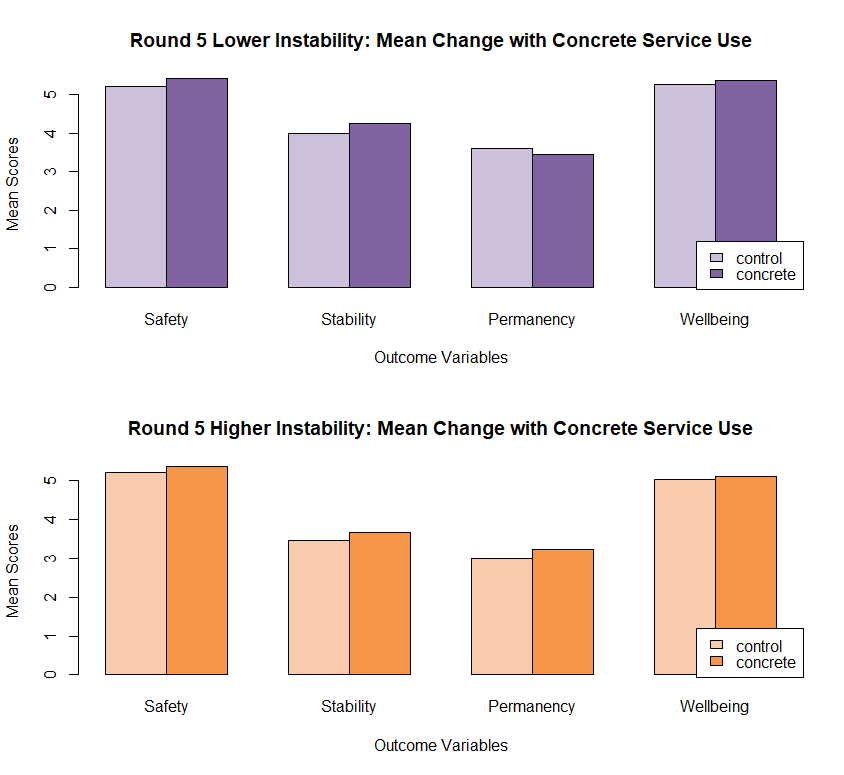 Round 5 Lower Instability: Mean Change with Concrete Service Use
Mean Scores
5
4
3
2
1
0
control
concrete
Safety Stability Permanency Wellbeing
Outcome Variables
Round 5 Higher Instability: Mean Change with Concrete Service Use
Mean Scores
5
4
3
2
1
0
control
concrete
Safety Stability Permanency Wellbeing
Outcome Variables